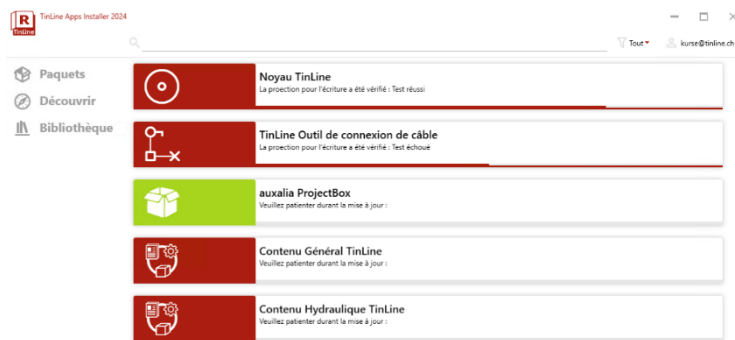 R
TinLine
TinLine Apps Installer 2024
Tout
kurse@tinline.ch
Paquets
Découvrir
Bibliothèque
Noyau TinLine
La proection pour l'écriture a été vérifié : Test réussi
TinLine Outil de connexion de câble
La proection pour l'écriture a été vérifié : Test échoué
auxalia ProjectBox
Veuillez patienter durant la mise à jour :
Contenu Général TinLine
Veuillez patienter durant la mise à jour :
Contenu Hydraulique TinLine
Veuillez patienter durant la mise à jour :